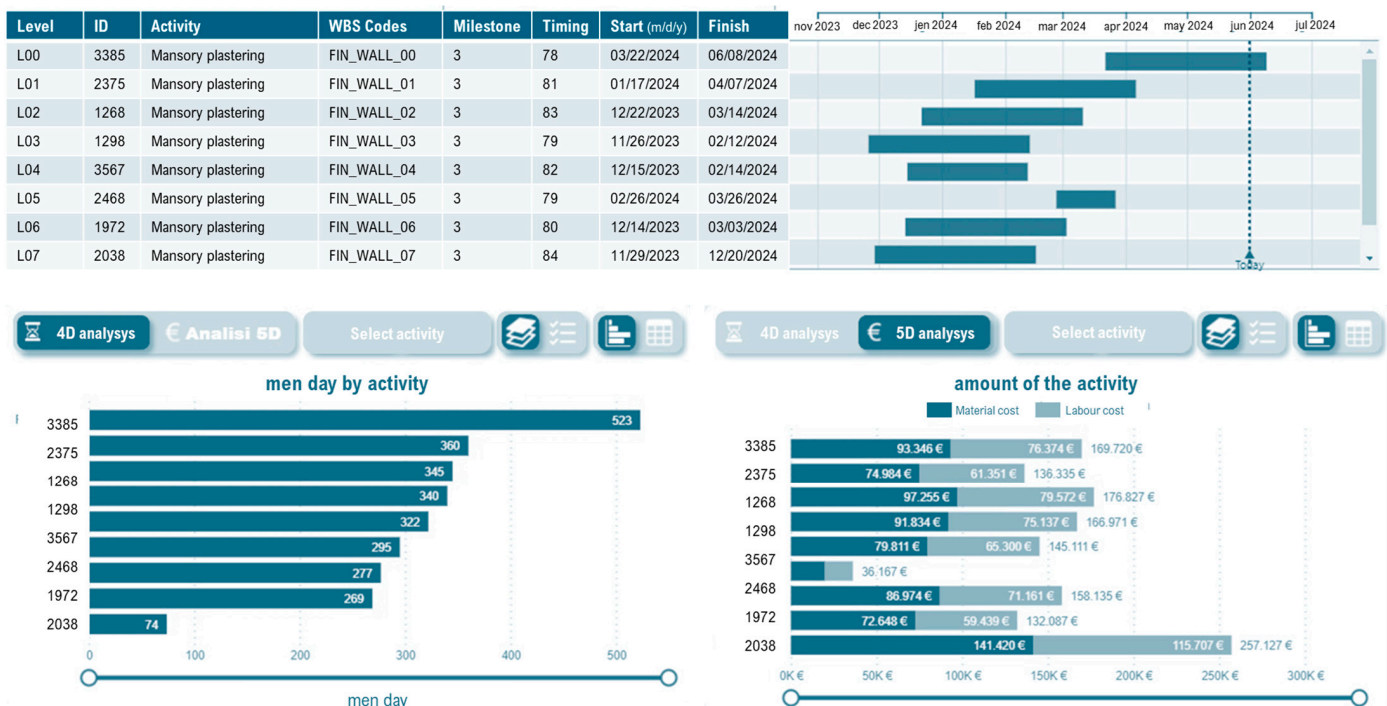 Level ID Activity WBS Codes Milestone Timing Start (m/d/y) Finish nov 2023 dec 2023 jen 2024 feb 2024 mar 2024 apr 2024 may 2024 jun 2024 jul 2024
L00 3385 Mansory plastering FIN_WALL_00 3 78 03/22/2024 06/08/2024
L01 2375 Mansory plastering FIN_WALL_01 3 81 01/17/2024 04/07/2024
L02 1268 Mansory plastering FIN_WALL_02 3 83 12/22/2023 03/14/2024
L03 1298 Mansory plastering FIN_WALL_03 3 79 11/26/2023 02/12/2024
L04 3567 Mansory plastering FIN_WALL_04 3 82 12/15/2023 02/14/2024
L05 2468 Mansory plastering FIN_WALL_05 3 79 02/26/2024 03/26/2024
L06 1972 Mansory plastering FIN_WALL_06 3 80 12/14/2023 03/03/2024
L07 2038 Mansory plastering FIN_WALL_07 3 84 11/29/2023 12/20/2024
Today
4D analysys € Analisi 5D Select activity
men day by activity
3385 523
2375 360
1268 345
1298 340
3567 322
2468 295
1972 277
2038 269
74
0 100 200 300 400 500
men day
4D analysys € 5D analysys Select activity
amount of the activity
Material cost Labour cost
3385 93.346 € 76.374 € 169.720 €
2375 74.984 € 61.351 € 136.335 €
1268 97.255 € 79.572 € 176.827 €
1298 91.834 € 75.137 € 166.971 €
3567 79.811 € 65.300 € 145.111 €
36.167 €
2468 86.974 € 71.161 € 158.135 €
1972 72.648 € 59.439 € 132.087 €
2038 141.420 € 115.707 € 257.127 €
0K € 50K € 100K € 150K € 200K € 250K € 300K €